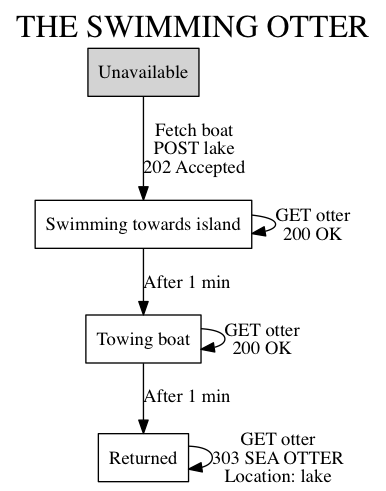 THE SWIMMING OTTER
Unavailable
Fetch boat
POST lake
202 Accepted
Swimming towards island
GET otter
200 OK
After 1 min
Towing boat
GET otter
200 OK
After 1 min
Returned
GET otter
303 SEA OTTER
Location: lake